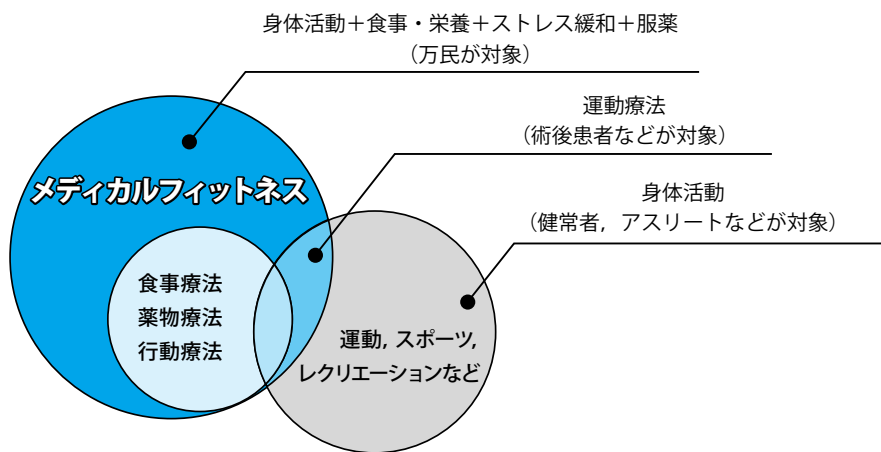 身体活動＋食事・栄養＋ストレス緩和＋服薬
（万民が対象）
運動療法
（術後患者などが対象）
身体活動
（健常者，アスリートなどが対象）
メディカルフィットネス
食事療法
薬物療法
行動療法
運動，スポーツ，
レクリエーションなど